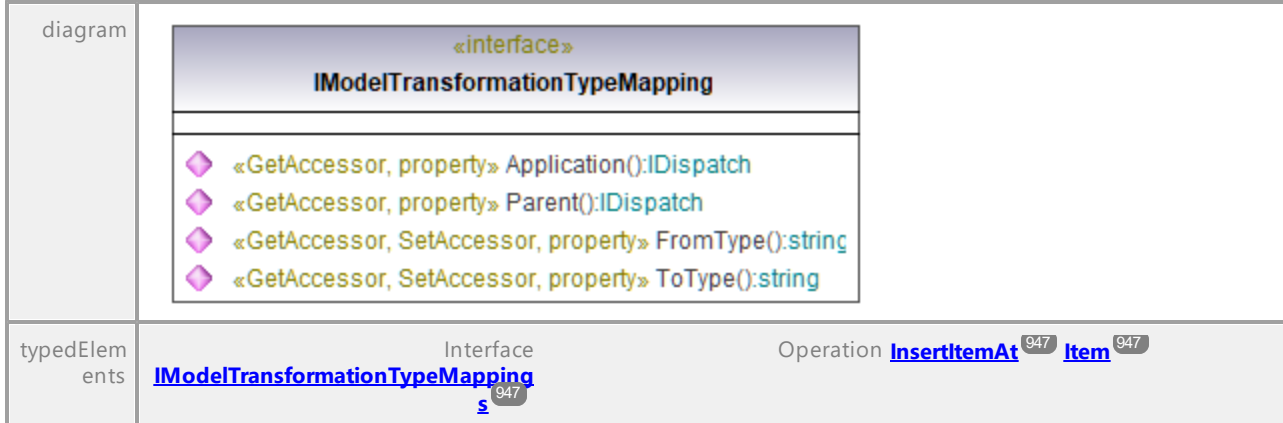 diagram
«interface»
IModelTransformationTypeMapping
«GetAccessor, property» Application():IDispatch
«GetAccessor, property» Parent():IDispatch
«GetAccessor, SetAccessor, property» FromType():string
«GetAccessor, SetAccessor, property» ToType():string
typedElem
ents
Interface
IModelTransformationTypeMapping
s 947
Operation InsertItemAt 947 Item 947